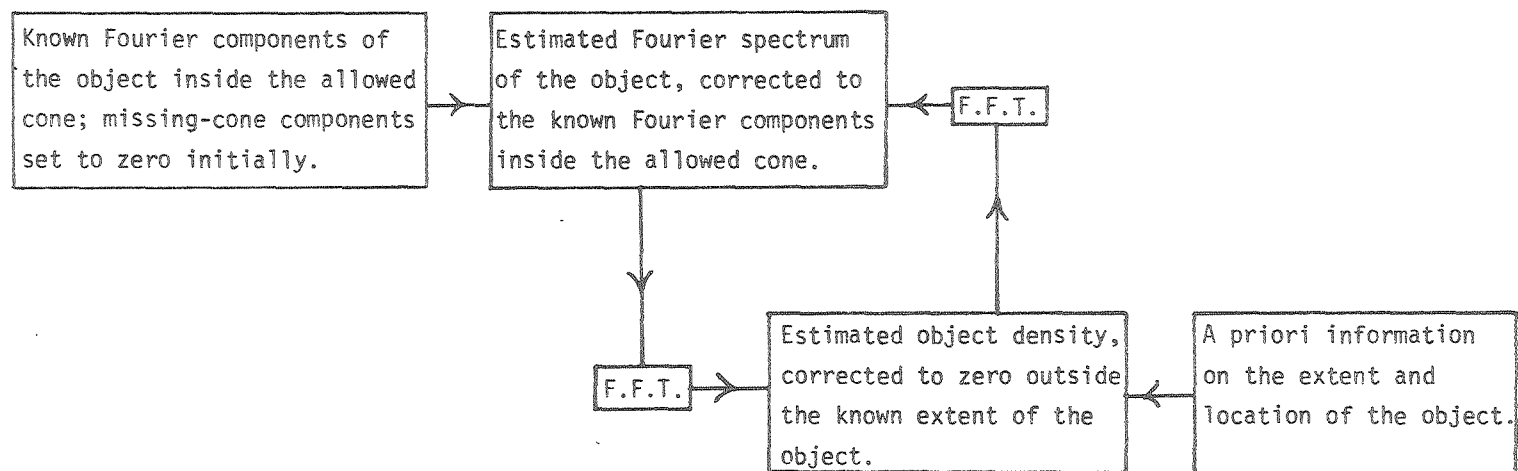 Known Fourier components of
the object inside the allowed
cone; missing-cone components
set to zero initially.
Estimated Fourier spectrum
of the object, corrected to
the known Fourier components
inside the allowed cone.
F.F.T.
F.F.T.
Estimated object density,
corrected to zero outside
the known extent of the
object.
A priori information
on the extent and
location of the object.